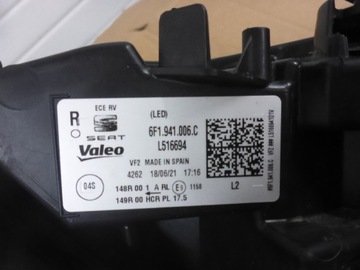 ECE RV
(LED)
R
SEAT
6F1.941.006.C
Valeo
L516694
VF2 MADE IN SPAIN
4262 18/06/21 17:16
04S
148R 00 1 A RL E9 1158
149R 00 HCR PL 17.5
L2